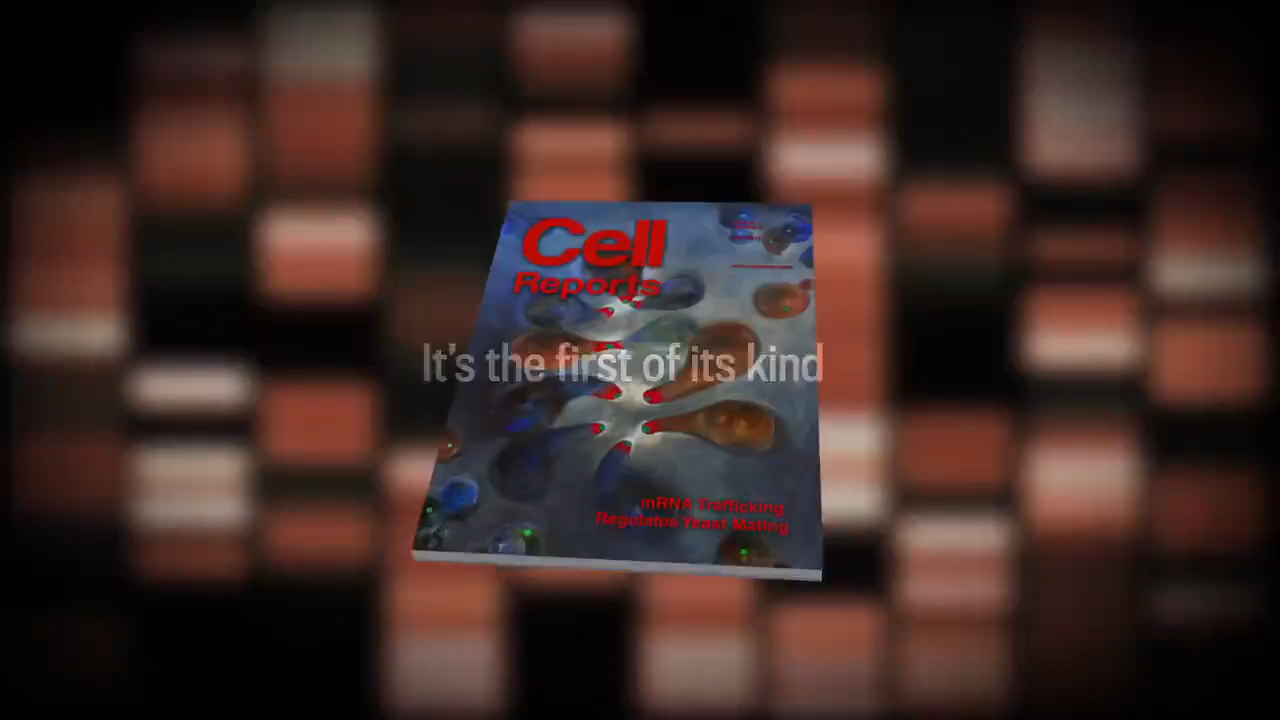 Cell
Reports
It's the first of its kind
mRNA Trafficking
Regulates Yeast Mating